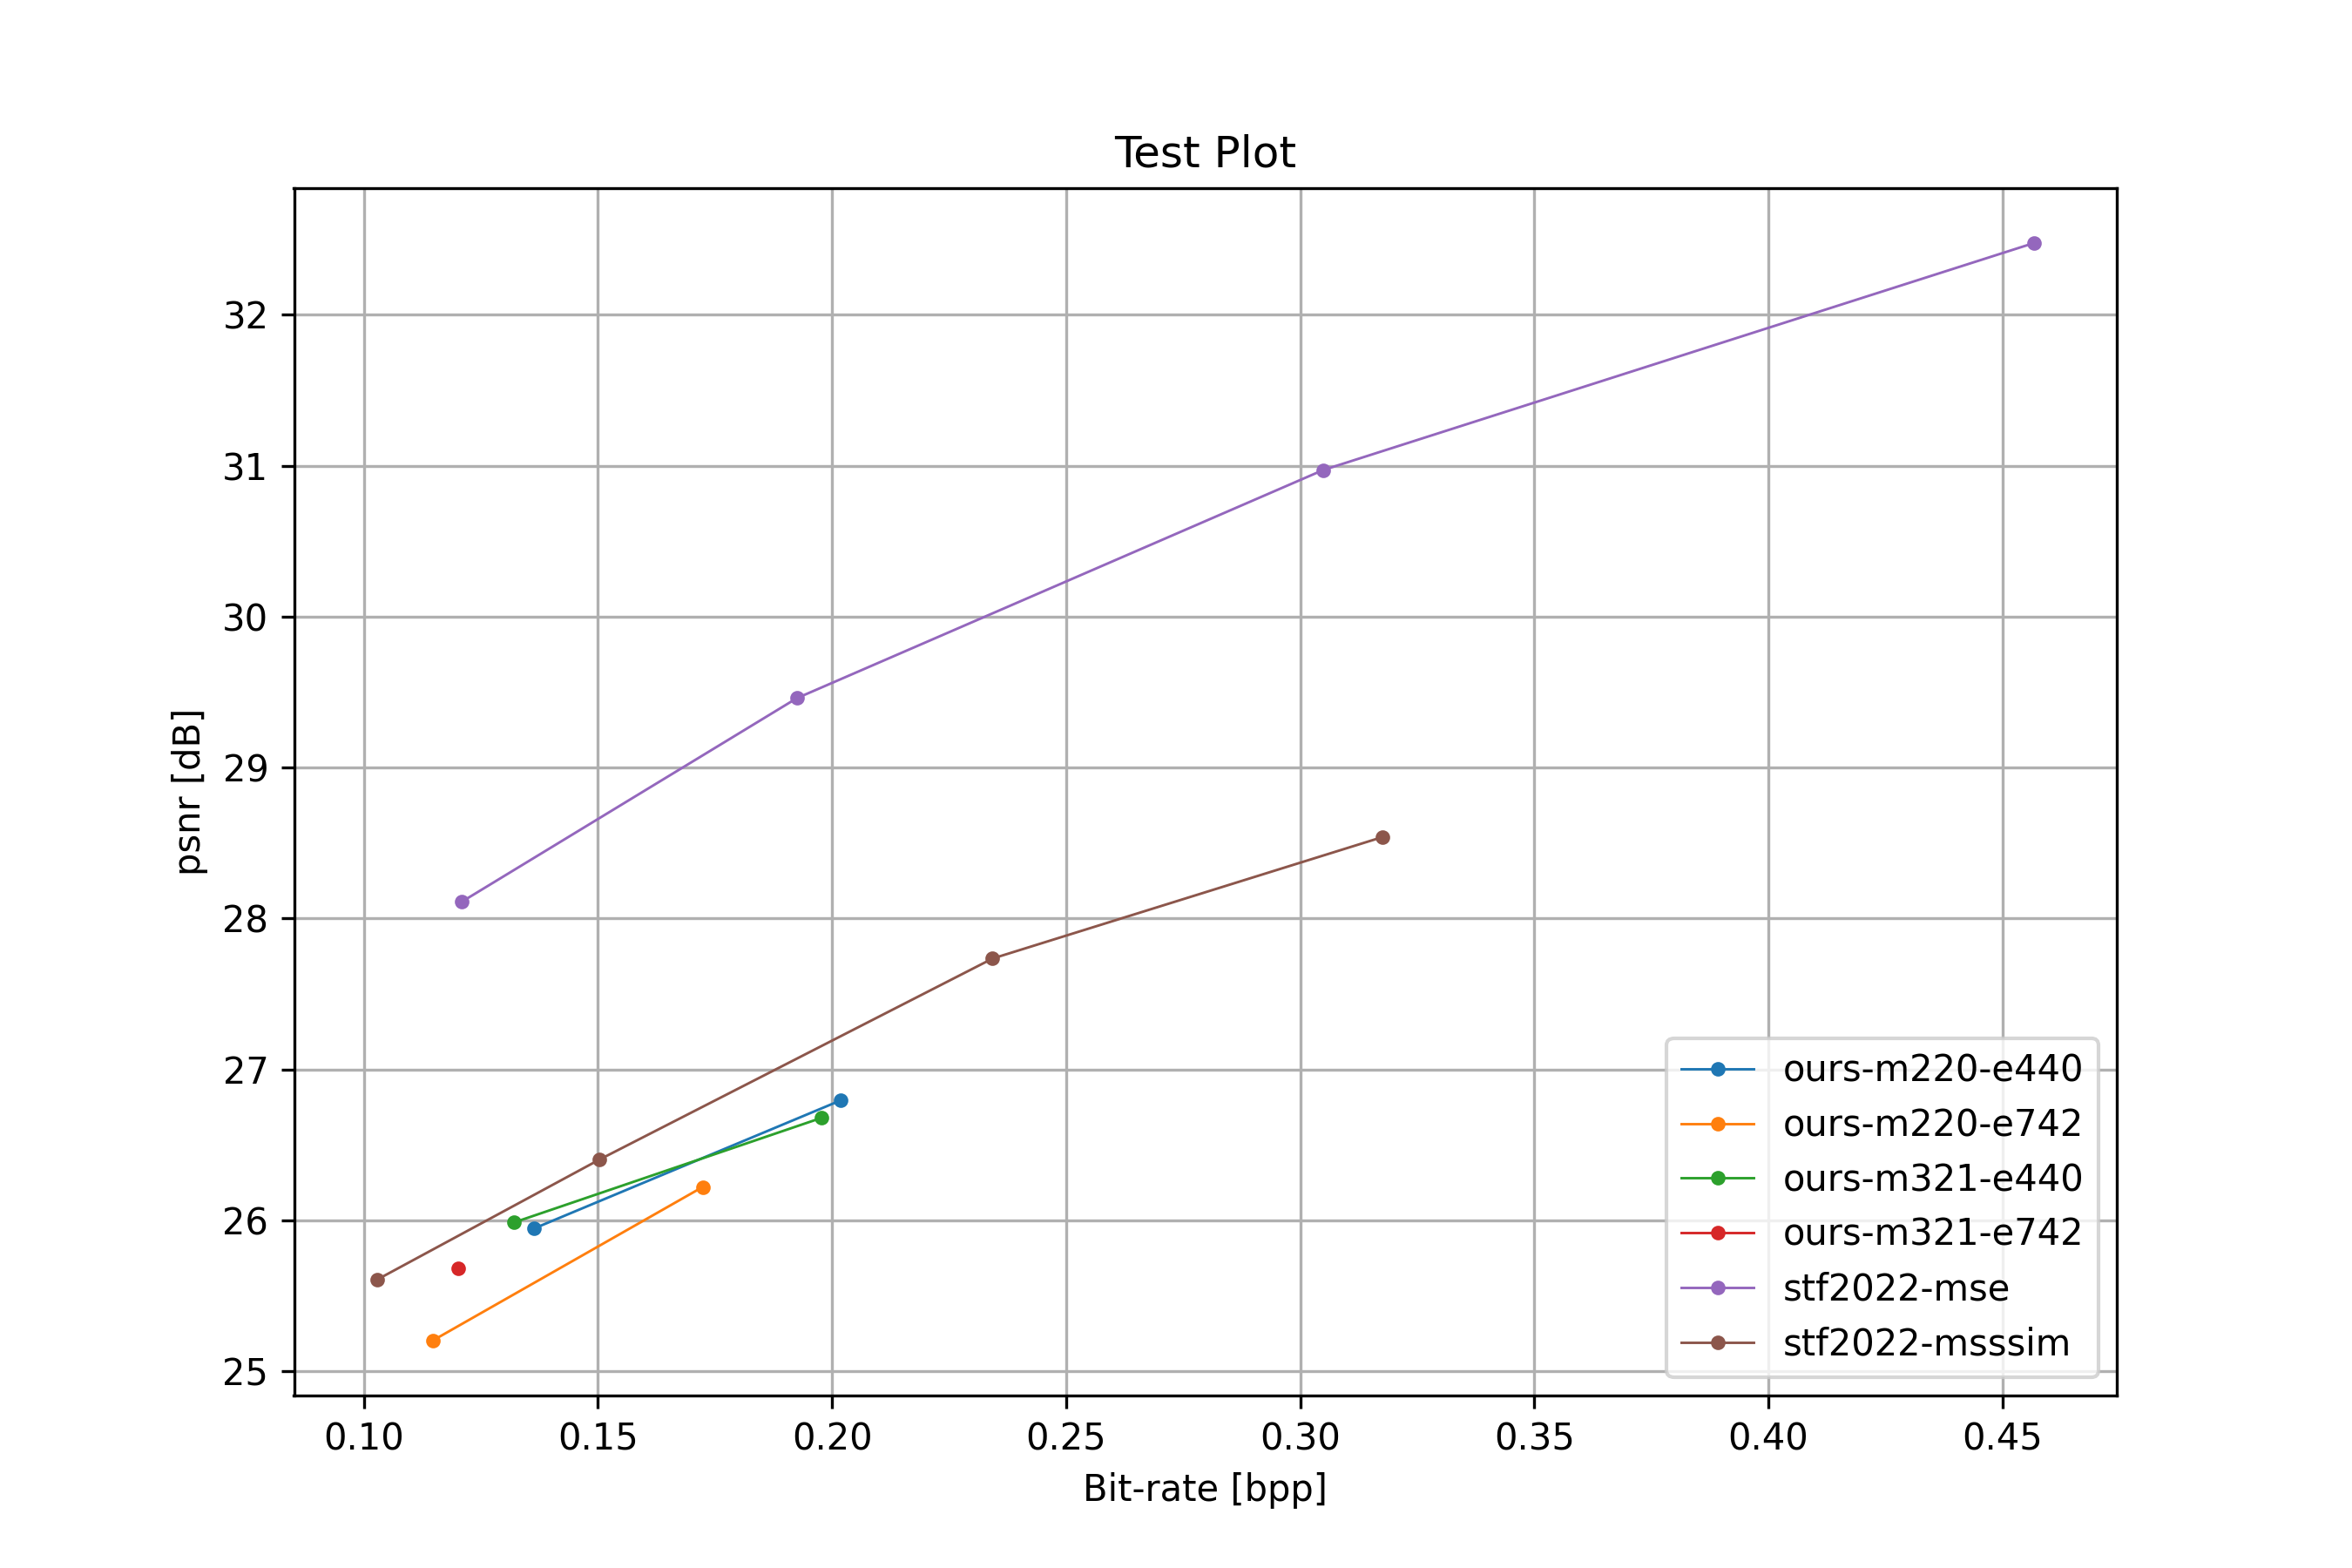 Test Plot
psnr [dB]
32
31
30
29
28
27
26
25
0.10 0.15 0.20 0.25 0.30 0.35 0.40 0.45
Bit-rate [bpp]
ours-m220-e440
ours-m220-e742
ours-m321-e440
ours-m321-e742
stf2022-mse
stf2022-msssim